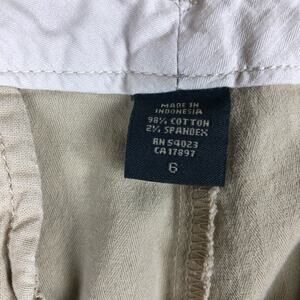 MADE IN
INDONESIA
98% COTTON
2% SPANDEX
RN 54023
CA 17897
6